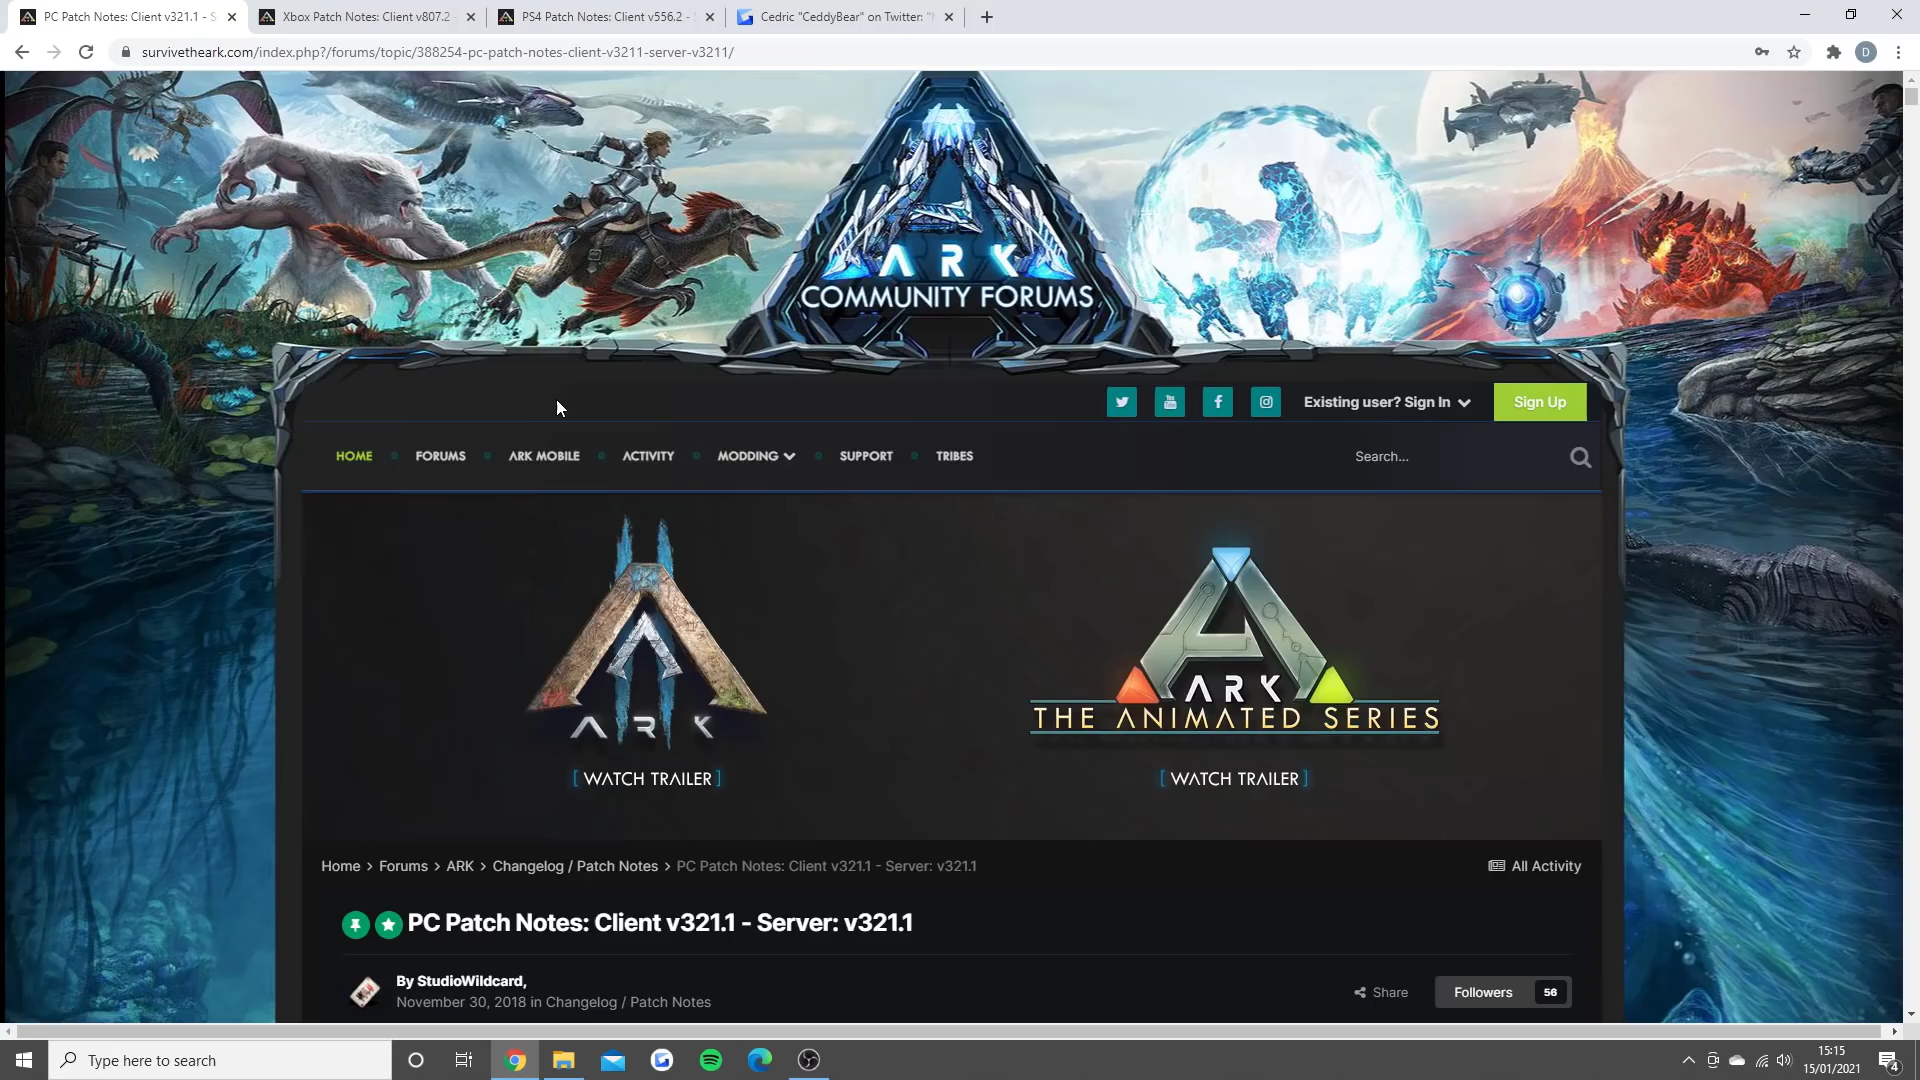 PC Patch Notes: Client v321.1 - S
Xbox Patch Notes: Client v807.2 -
PS4 Patch Notes: Client v556.2 -
Cedric "CeddyBear" on Twitter: "
survivetheark.com/index.php?/forums/topic/388254-pc-patch-notes-client-v3211-server-v3211/
D
ARK
COMMUNITY FORUMS
Existing user? Sign In
Sign Up
HOME
FORUMS
ARK MOBILE
ACTIVITY
MODDING
SUPPORT
TRIBES
Search...
ARK
[ WATCH TRAILER ]
ARK
THE ANIMATED SERIES
[ WATCH TRAILER ]
Home > Forums > ARK > Changelog / Patch Notes > PC Patch Notes: Client v321.1 - Server: v321.1
All Activity
PC Patch Notes: Client v321.1 - Server: v321.1
By StudioWildcard,
November 30, 2018 in Changelog / Patch Notes
Share
Followers 56
Type here to search
15:15
15/01/2021
4